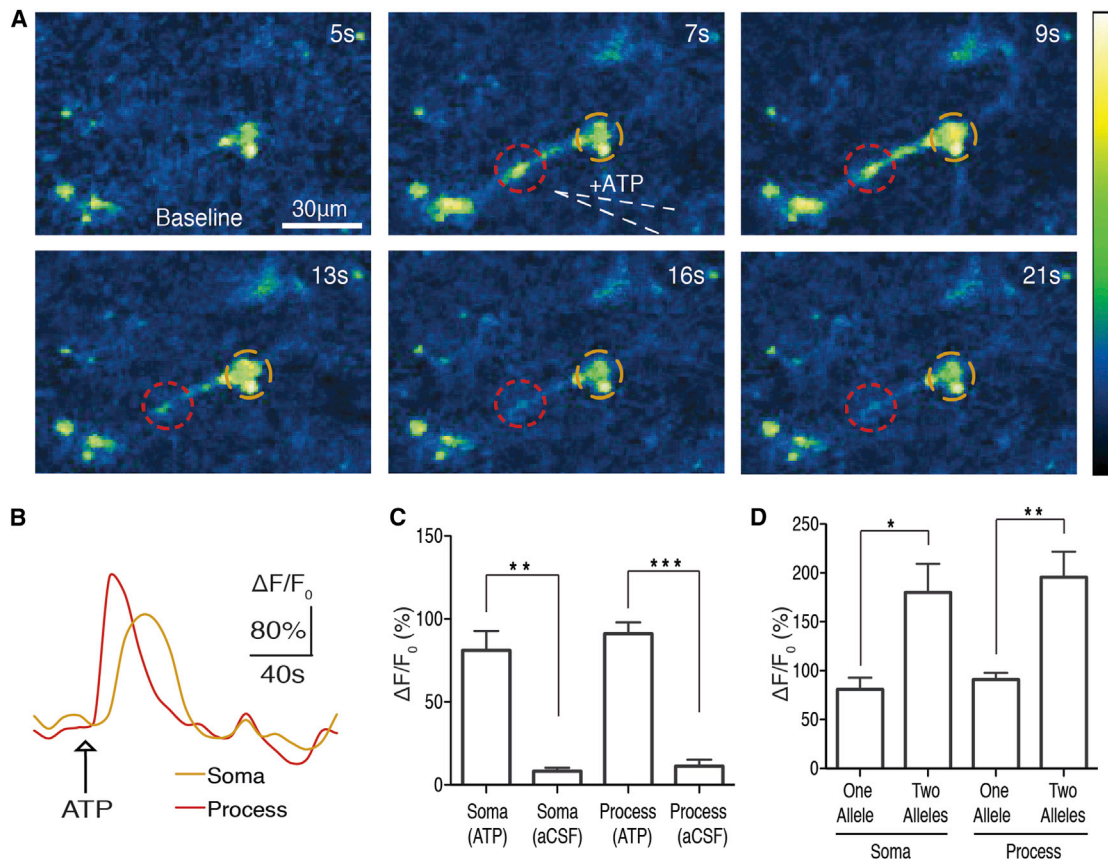 A
5s
7s
9s
Baseline
30µm
+ATP
13s
16s
21s
B
ΔF/F0
80%
40s
ATP
Soma
Process
C
ΔF/F0 (%)
150
100
50
0
**
***
Soma (ATP)
Soma (aCSF)
Process (ATP)
Process (aCSF)
D
ΔF/F0 (%)
250
200
150
100
50
0
*
**
One Allele
Two Alleles
One Allele
Two Alleles
Soma
Process